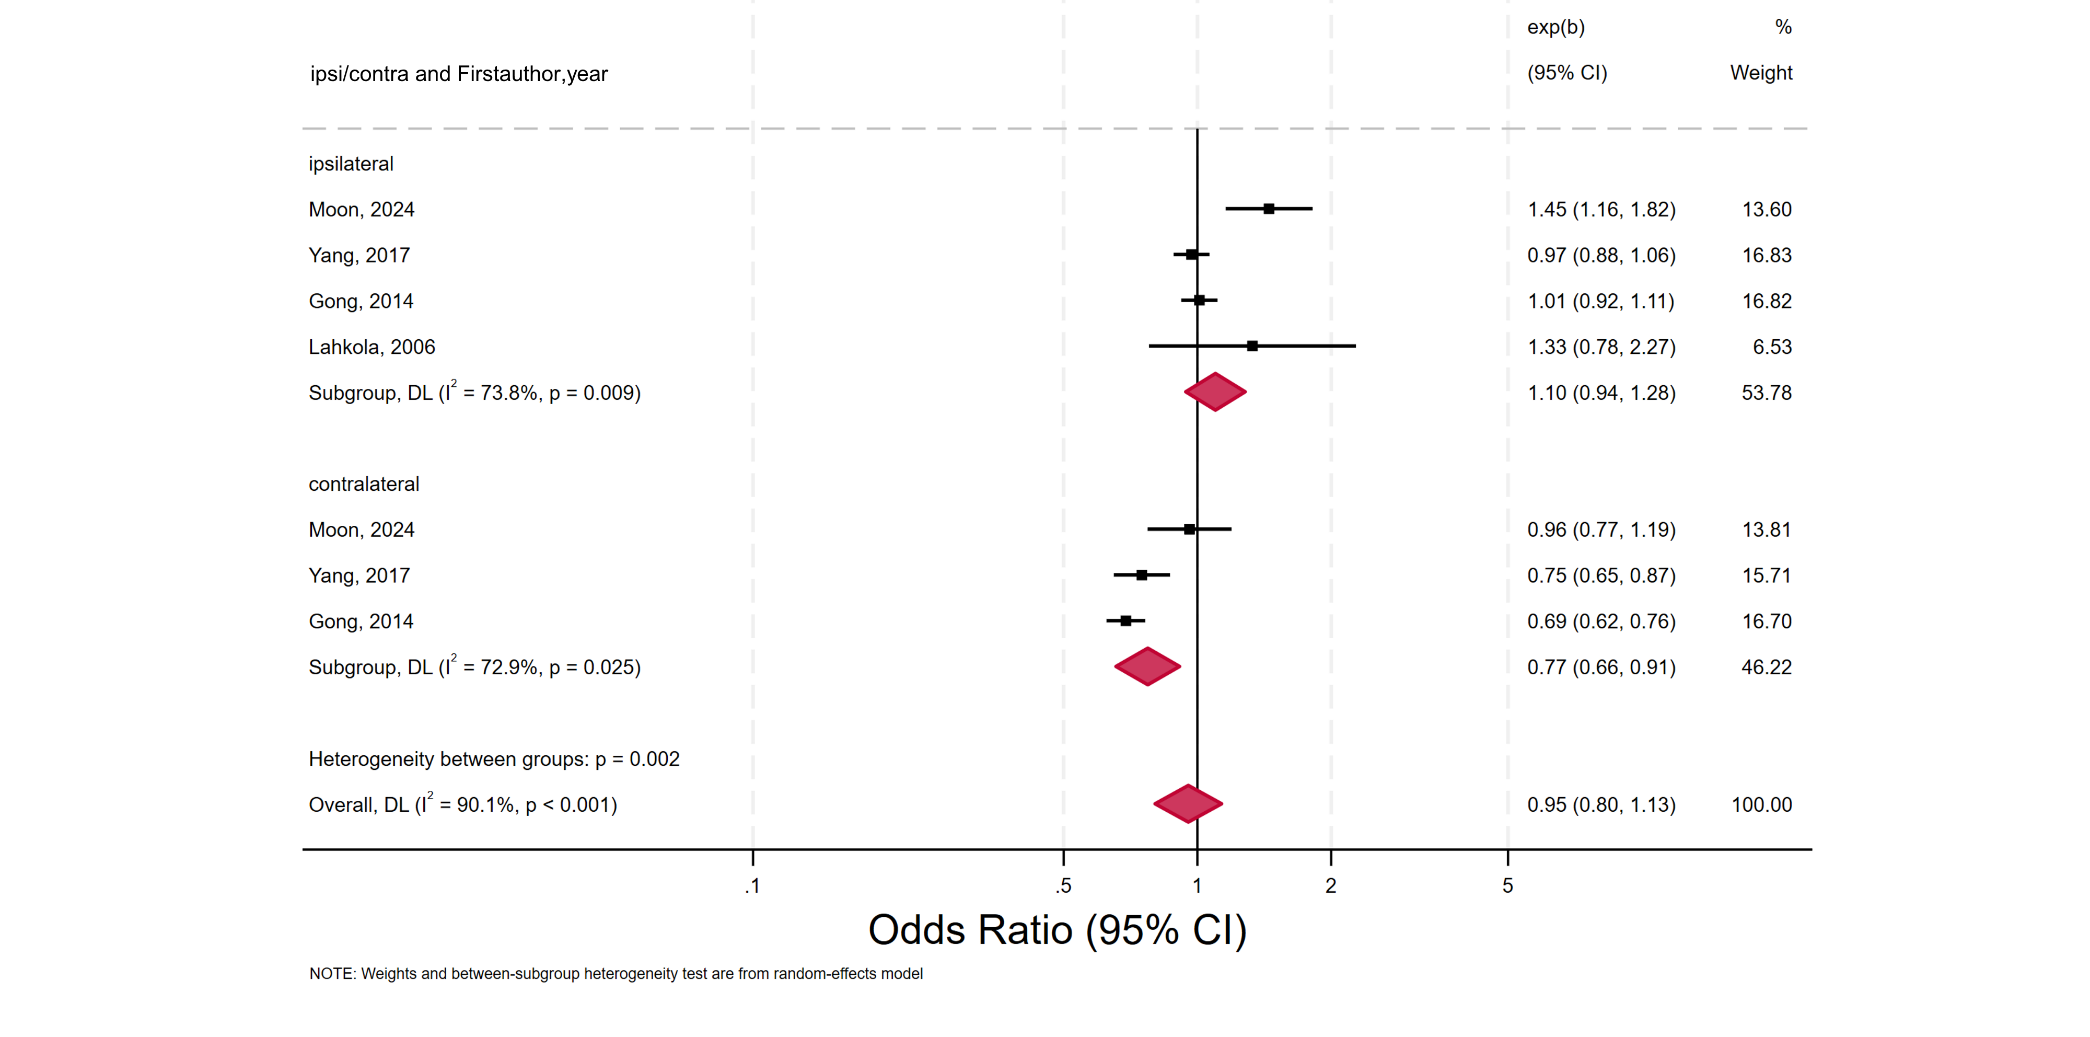 exp(b) %
ipsi/contra and Firstauthor,year (95% CI) Weight
ipsilateral
Moon, 2024 1.45 (1.16, 1.82) 13.60
Yang, 2017 0.97 (0.88, 1.06) 16.83
Gong, 2014 1.01 (0.92, 1.11) 16.82
Lahkola, 2006 1.33 (0.78, 2.27) 6.53
Subgroup, DL (I² = 73.8%, p = 0.009) 1.10 (0.94, 1.28) 53.78
contralateral
Moon, 2024 0.96 (0.77, 1.19) 13.81
Yang, 2017 0.75 (0.65, 0.87) 15.71
Gong, 2014 0.69 (0.62, 0.76) 16.70
Subgroup, DL (I² = 72.9%, p = 0.025) 0.77 (0.66, 0.91) 46.22
Heterogeneity between groups: p = 0.002
Overall, DL (I² = 90.1%, p < 0.001) 0.95 (0.80, 1.13) 100.00
.1 .5 1 2 5
Odds Ratio (95% CI)
NOTE: Weights and between-subgroup heterogeneity test are from random-effects model